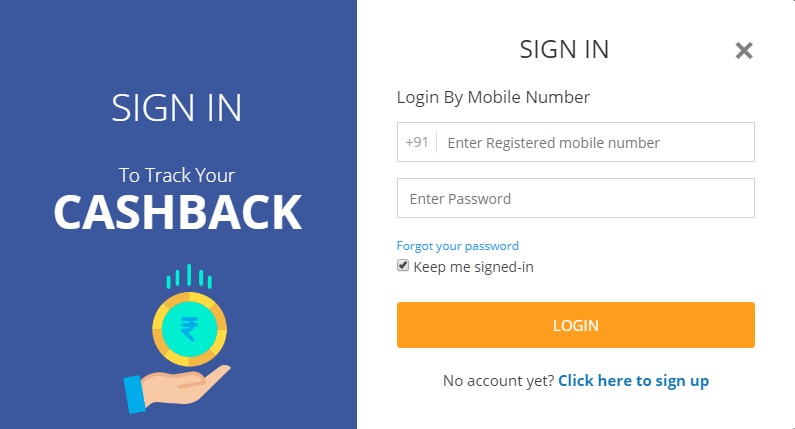 SIGN IN
To Track Your
CASHBACK
₹
SIGN IN
Login By Mobile Number
+91 Enter Registered mobile number
Enter Password
Forgot your password
Keep me signed-in
LOGIN
No account yet? Click here to sign up